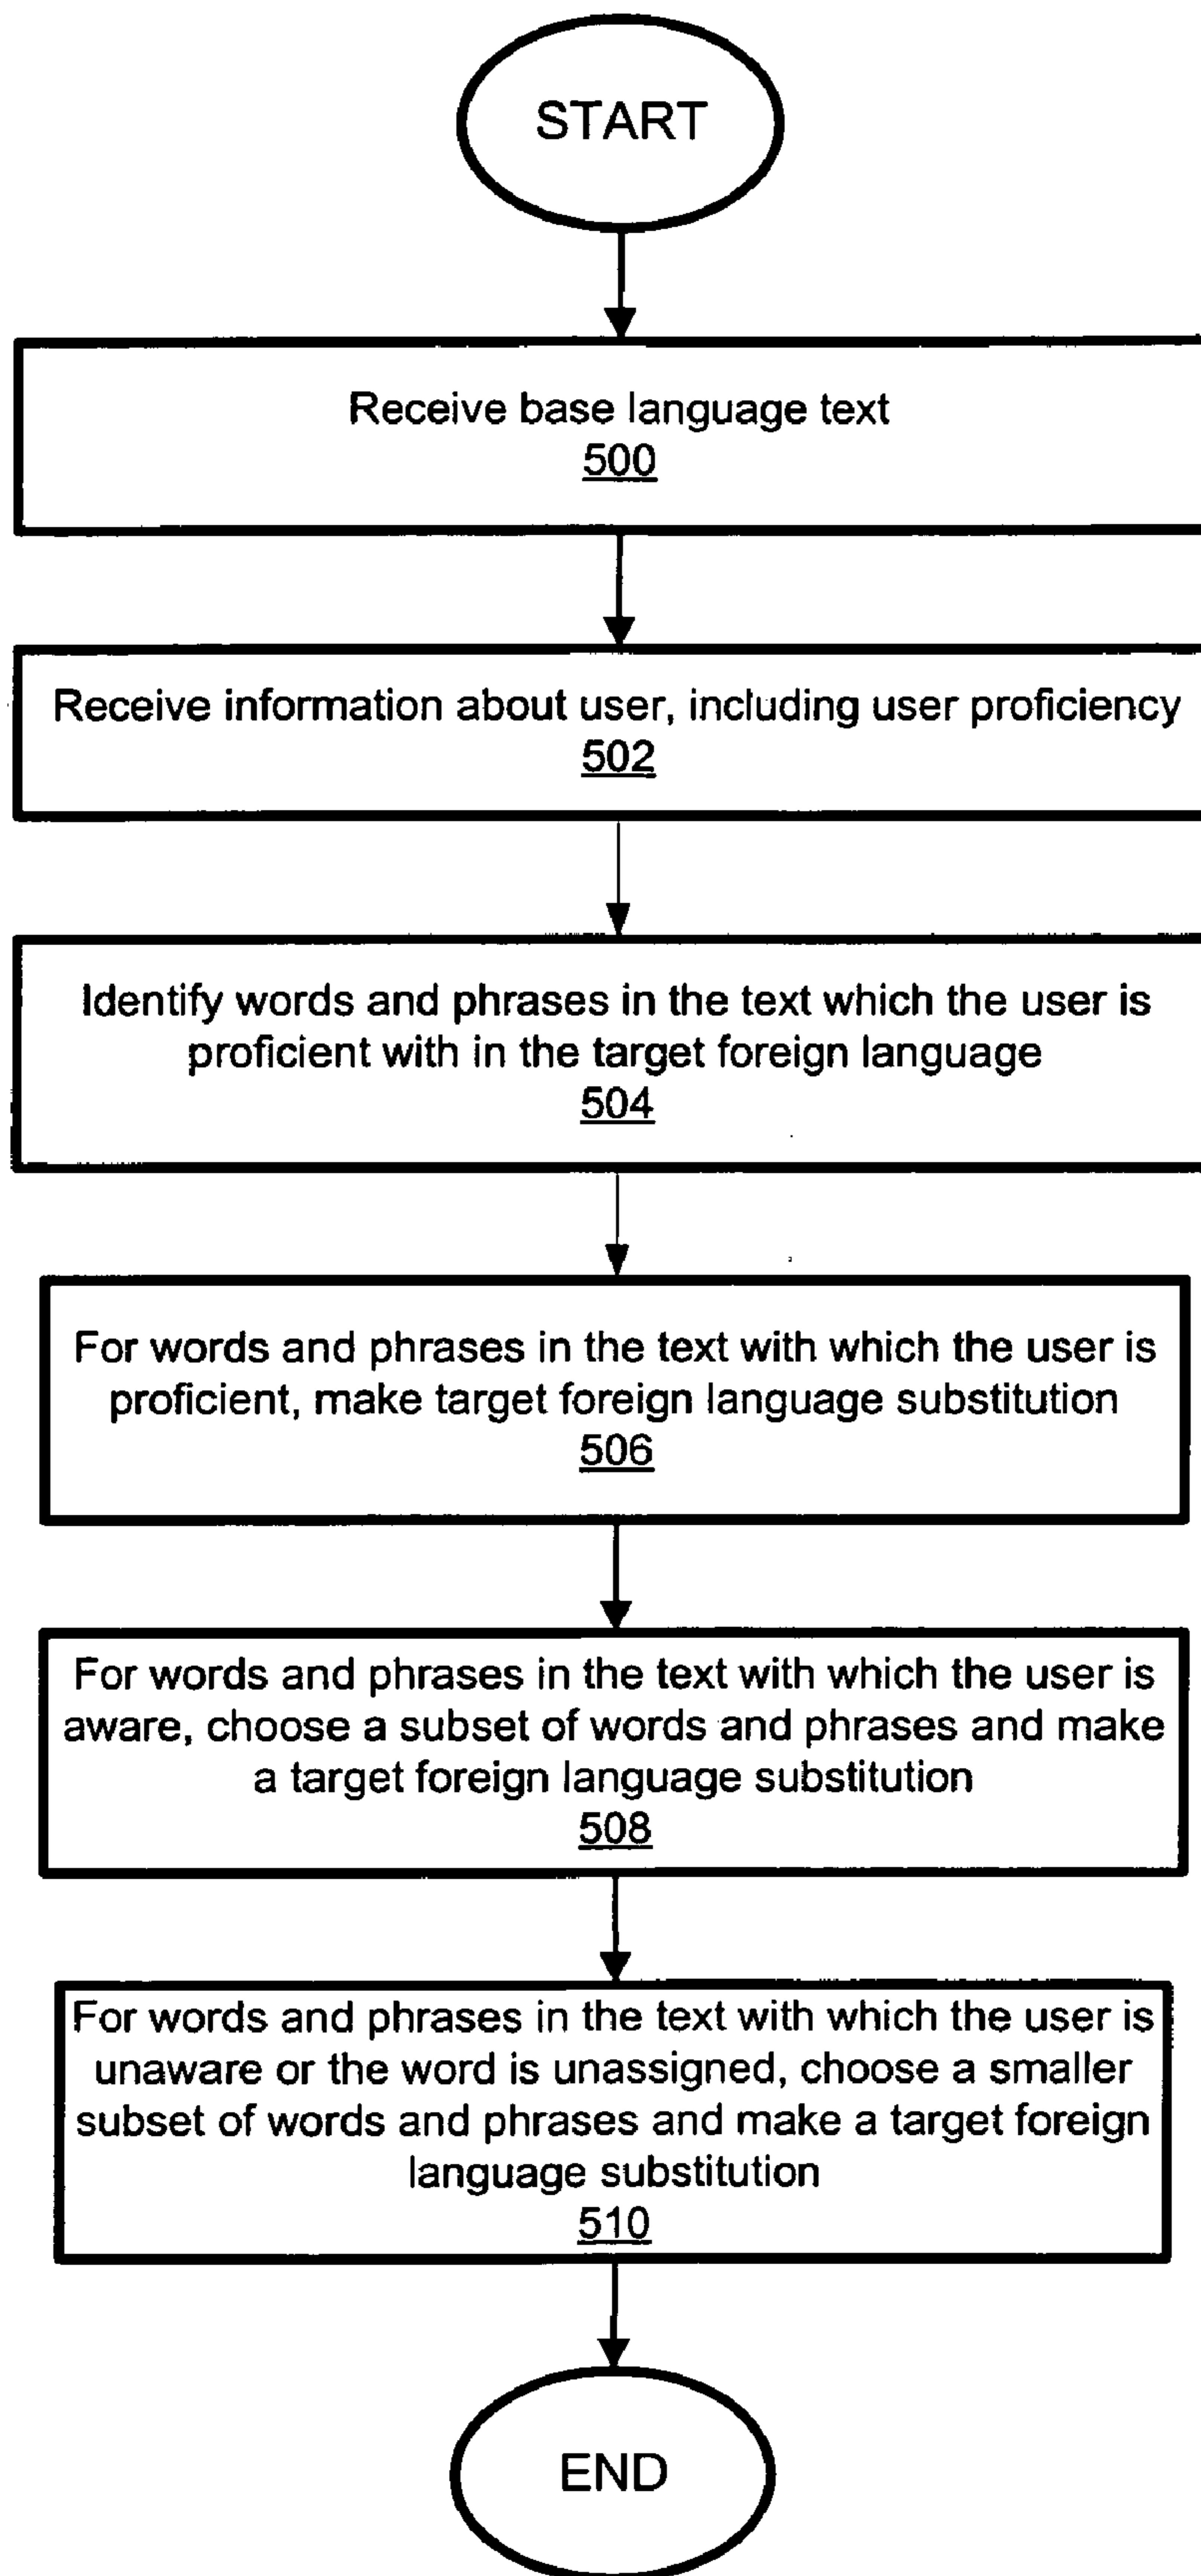 START
Receive base language text
500
Receive information about user, including user proficiency
502
Identify words and phrases in the text which the user is
proficient with in the target foreign language
504
For words and phrases in the text with which the user is
proficient, make target foreign language substitution
506
For words and phrases in the text with which the user is
aware, choose a subset of words and phrases and make
a target foreign language substitution
508
For words and phrases in the text with which the user is
unaware or the word is unassigned, choose a smaller
subset of words and phrases and make a target foreign
language substitution
510
END